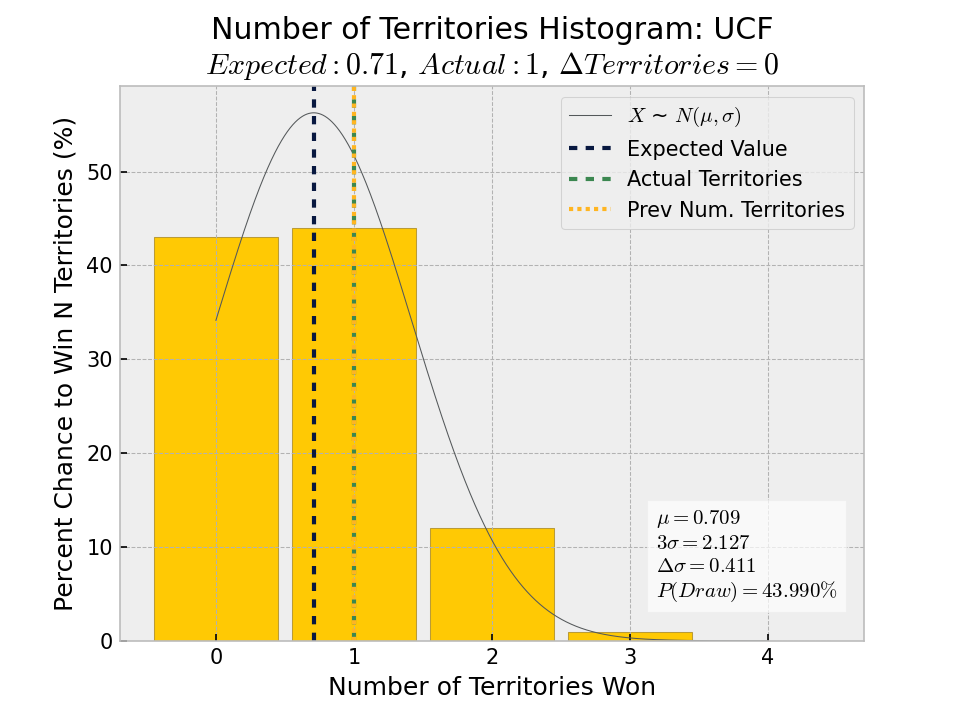 Number of Territories Histogram: UCF
Expected : 0.71, Actual : 1, ΔTerritories = 0
X ~ N(μ, σ)
Expected Value
Actual Territories
Prev Num. Territories
Percent Chance to Win N Territories (%)
50
40
30
20
10
0
μ = 0.709
3σ = 2.127
Δσ = 0.411
P(Draw) = 43.990%
0 1 2 3 4
Number of Territories Won